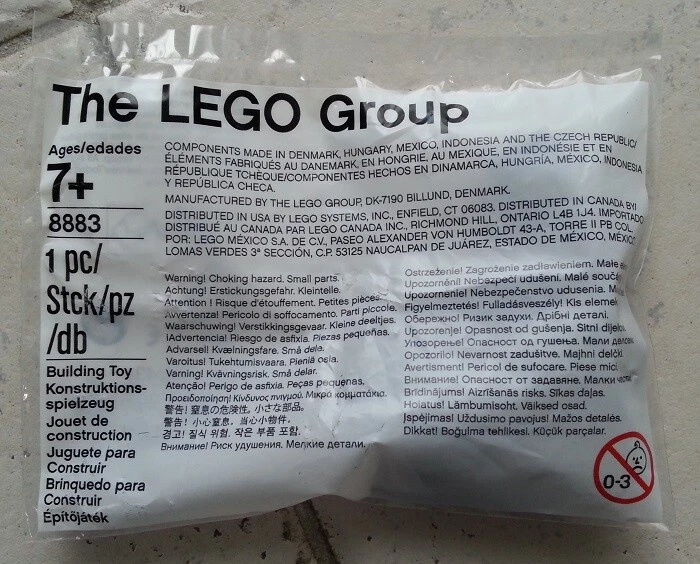 The LEGO Group
Ages/edades
7+
8883
1 pc/
Stck/pz
/db
Building Toy
Konstruktions-
spielzeug
Jouet de
construction
Juguete para
Construir
Brinquedo para
Construir
Építőjáték
COMPONENTS MADE IN DENMARK, HUNGARY, MEXICO, INDONESIA AND THE CZECH REPUBLIC/
ÉLÉMENTS FABRIQUÉS AU DANEMARK, EN HONGRIE, AU MEXIQUE, EN INDONÉSIE ET EN
RÉPUBLIQUE TCHÈQUE/COMPONENTES HECHOS EN DINAMARCA, HUNGRÍA, MÉXICO, INDONESIA
Y REPÚBLICA CHECA.
MANUFACTURED BY THE LEGO GROUP, DK-7190 BILLUND, DENMARK.
DISTRIBUTED IN USA BY LEGO SYSTEMS, INC., ENFIELD, CT 06083. DISTRIBUTED IN CANADA BY/
DISTRIBUÉ AU CANADA PAR LEGO CANADA INC., RICHMOND HILL, ONTARIO L4B 1J4. IMPORTADO
POR: LEGO MÉXICO S.A. DE C.V., PASEO ALEXANDER VON HUMBOLDT 43-A, TORRE II PB COL.
LOMAS VERDES 3ª SECCIÓN, C.P. 53125 NAUCALPAN DE JUÁREZ, ESTADO DE MÉXICO, MÉXICO
Warning! Choking hazard. Small parts.
Achtung! Erstickungsgefahr. Kleinteile.
Attention ! Risque d'étouffement. Petites pièces.
Avvertenza! Pericolo di soffocamento. Parti piccole.
Waarschuwing! Verstikkingsgevaar. Kleine deeltjes.
¡Advertencia! Riesgo de asfixia. Piezas pequeñas.
Advarsel! Kvælningsfare. Små dele.
Varoitus! Tukehtumisvaara. Pieniä osia.
Varning! Kvävningsrisk. Små delar.
Atenção! Perigo de asfixia. Peças pequenas.
Προειδοποίηση! Κίνδυνος πνιγμού. Μικρά κομματάκια.
警告! 窒息の危険性。小さな部品。
警告! 小心窒息。当心小物件。
경고! 질식 위험. 작은 부품 포함.
Внимание! Риск удушения. Мелкие детали.
Ostrzeżenie! Zagrożenie zadławieniem. Małe
Upozornění! Nebezpečí udušení. Malé součás
Upozornenie! Nebezpečenstvo udusenia. M
Figyelmeztetés! Fulladásveszély! Kis elemek
Обережно! Ризик задухи. Дрібні деталі.
Upozorenje! Opasnost od gušenja. Sitni dijelo
Упозорење! Опасност од гушења. Мали делов
Opozorilo! Nevarnost zadušitve. Majhni delčki
Avertisment! Pericol de sufocare. Piese mici
Внимание! Опасност от задавяне. Малки части
Brīdinājums! Aizrīšanās risks. Sīkas daļas.
Hoiatus! Lämbumisoht. Väiksed osad.
Įspėjimas! Uždusimo pavojus! Mažos detalės.
Dikkat! Boğulma tehlikesi. Küçük parçalar.
0-3